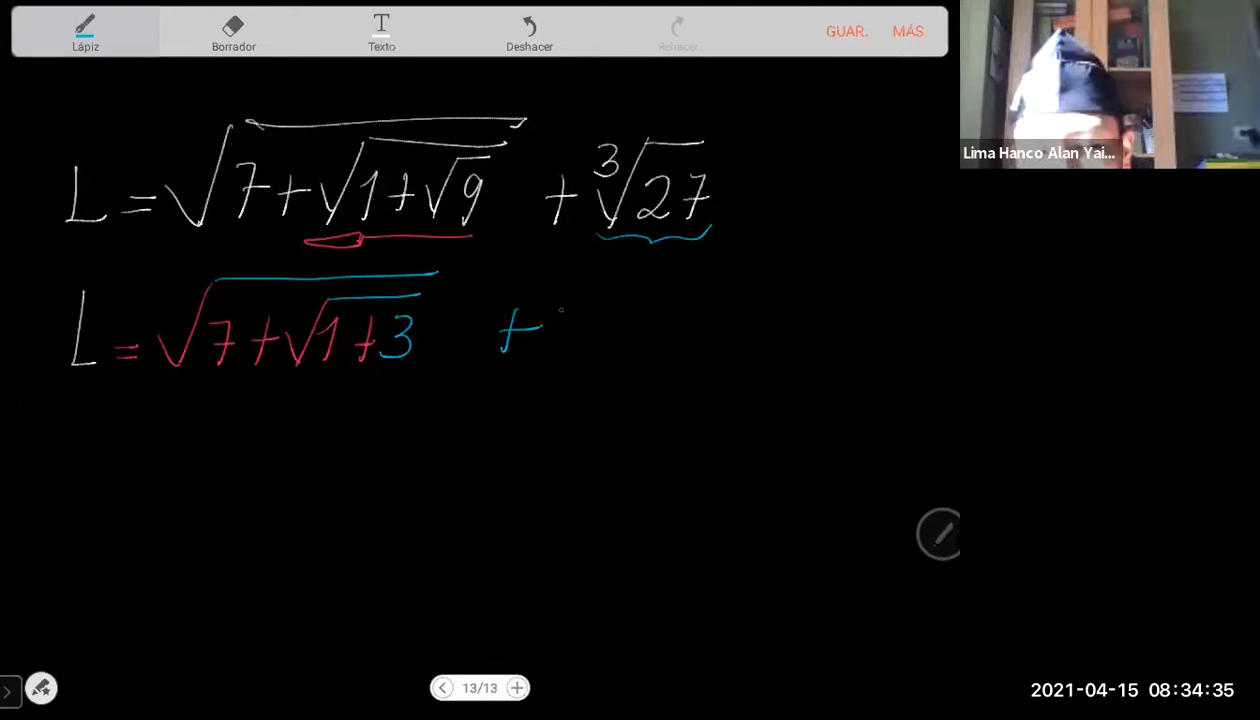 Lápiz Borrador Texto Deshacer Rehacer GUAR. MÁS
Lima Hanco Alan Yai...
L = √(7+√(1+√9)) + ∛27
L = √(7+√(1+3)) +
13/13
2021-04-15 08:34:35